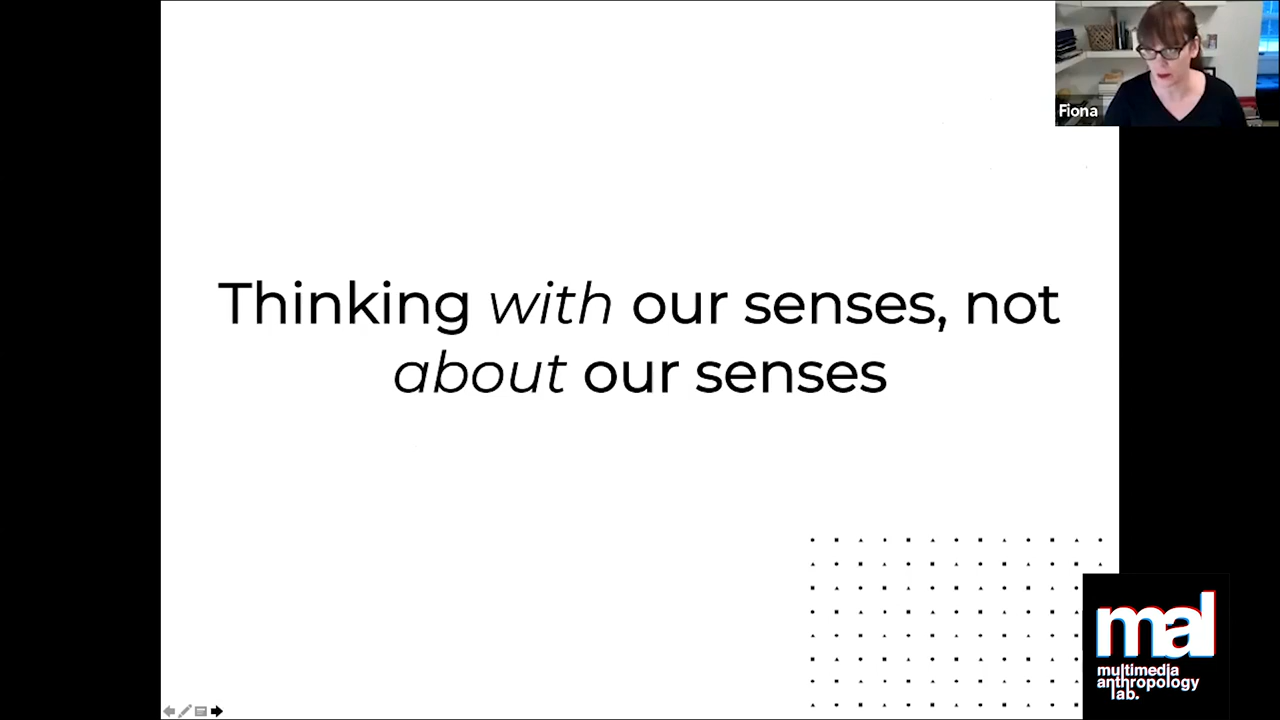 Fiona
Thinking with our senses, not
about our senses
mal
multimedia
anthropology
lab.